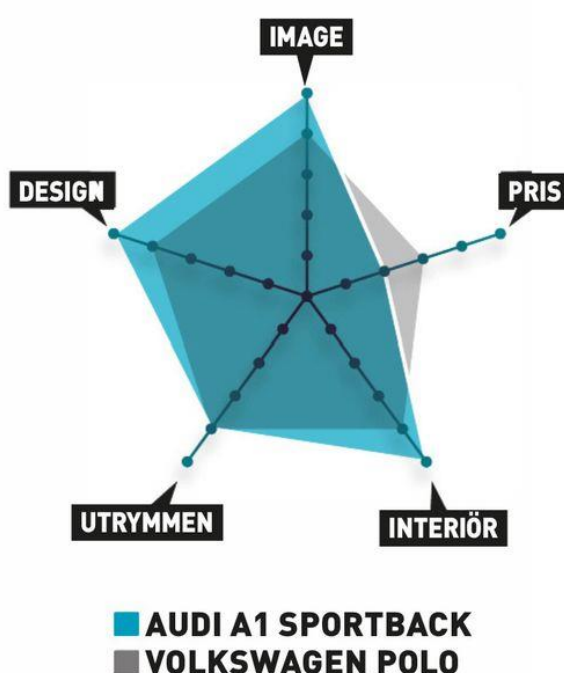 IMAGE
DESIGN
PRIS
UTRYMMEN
INTERIÖR
AUDI A1 SPORTBACK
VOLKSWAGEN POLO